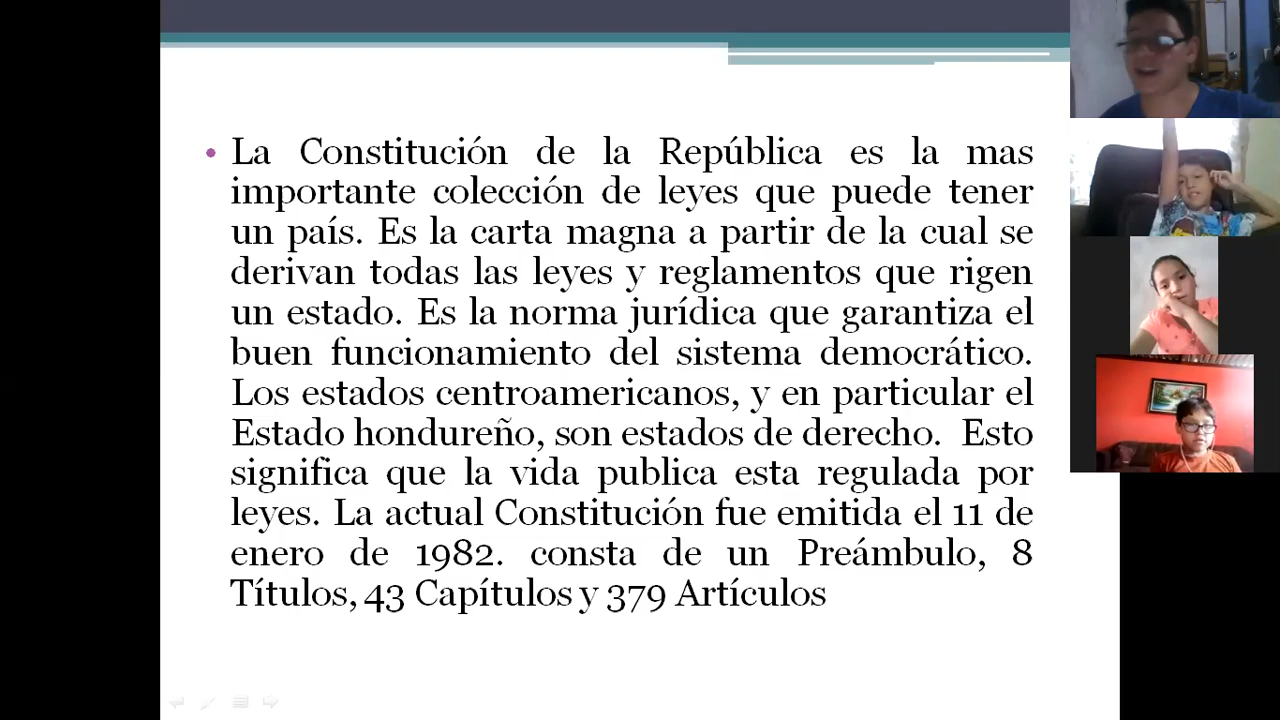 La Constitución de la República es la mas
importante colección de leyes que puede tener
un país. Es la carta magna a partir de la cual se
derivan todas las leyes y reglamentos que rigen
un estado. Es la norma jurídica que garantiza el
buen funcionamiento del sistema democrático.
Los estados centroamericanos, y en particular el
Estado hondureño, son estados de derecho.  Esto
significa que la vida publica esta regulada por
leyes. La actual Constitución fue emitida el 11 de
enero de 1982. consta de un Preámbulo, 8
Títulos, 43 Capítulos y 379 Artículos